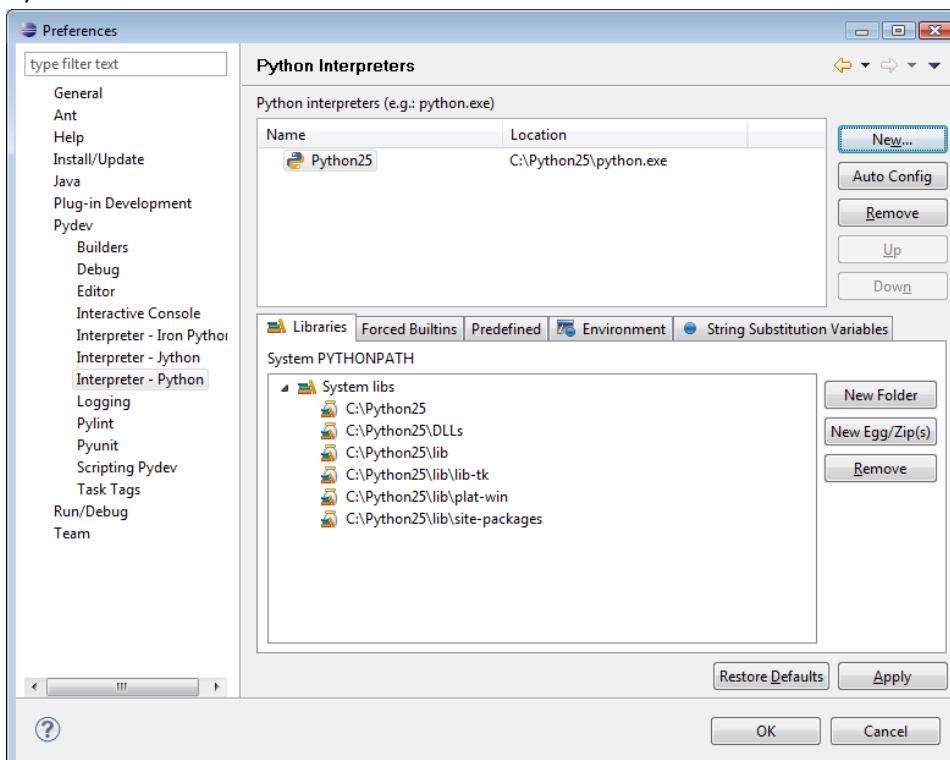 Preferences
type filter text
General
Ant
Help
Install/Update
Java
Plug-in Development
Pydev
Builders
Debug
Editor
Interactive Console
Interpreter - Iron Python
Interpreter - Jython
Interpreter - Python
Logging
Pylint
Pyunit
Scripting Pydev
Task Tags
Run/Debug
Team
Python Interpreters
Python interpreters (e.g.: python.exe)
Name Location
Python25 C:\Python25\python.exe
New...
Auto Config
Remove
Up
Down
Libraries Forced Builtins Predefined Environment String Substitution Variables
System PYTHONPATH
System libs
C:\Python25
C:\Python25\DLLs
C:\Python25\lib
C:\Python25\lib\lib-tk
C:\Python25\lib\plat-win
C:\Python25\lib\site-packages
New Folder
New Egg/Zip(s)
Remove
Restore Defaults Apply
OK Cancel